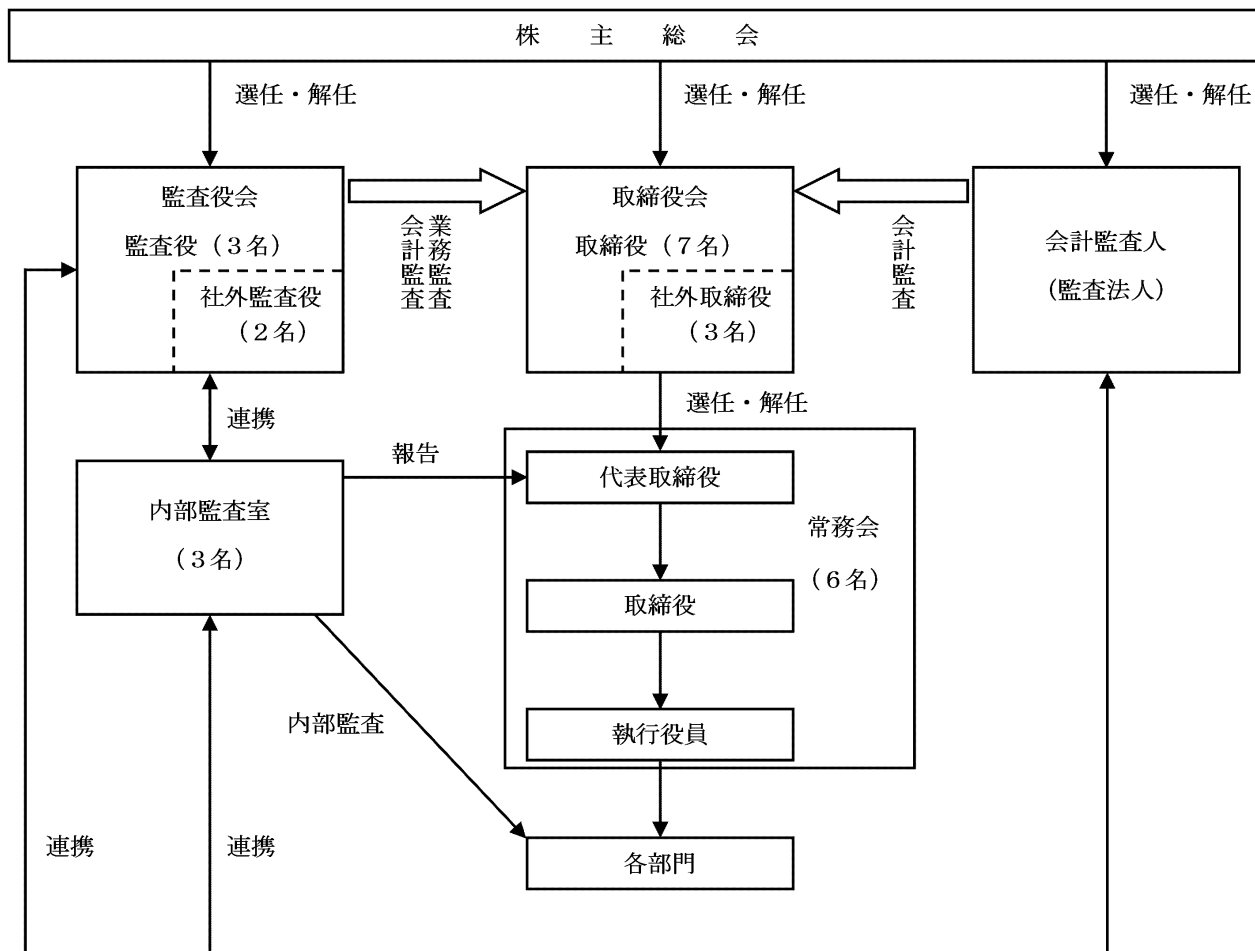 株主総会
選任・解任
選任・解任
選任・解任
監査役会
監査役（３名）
社外監査役
（２名）
業務監査
会計監査
取締役会
取締役（７名）
社外取締役
（３名）
会計監査
会計監査人
（監査法人）
連携
選任・解任
内部監査室
（３名）
報告
代表取締役
常務会
（６名）
取締役
執行役員
内部監査
各部門
連携
連携